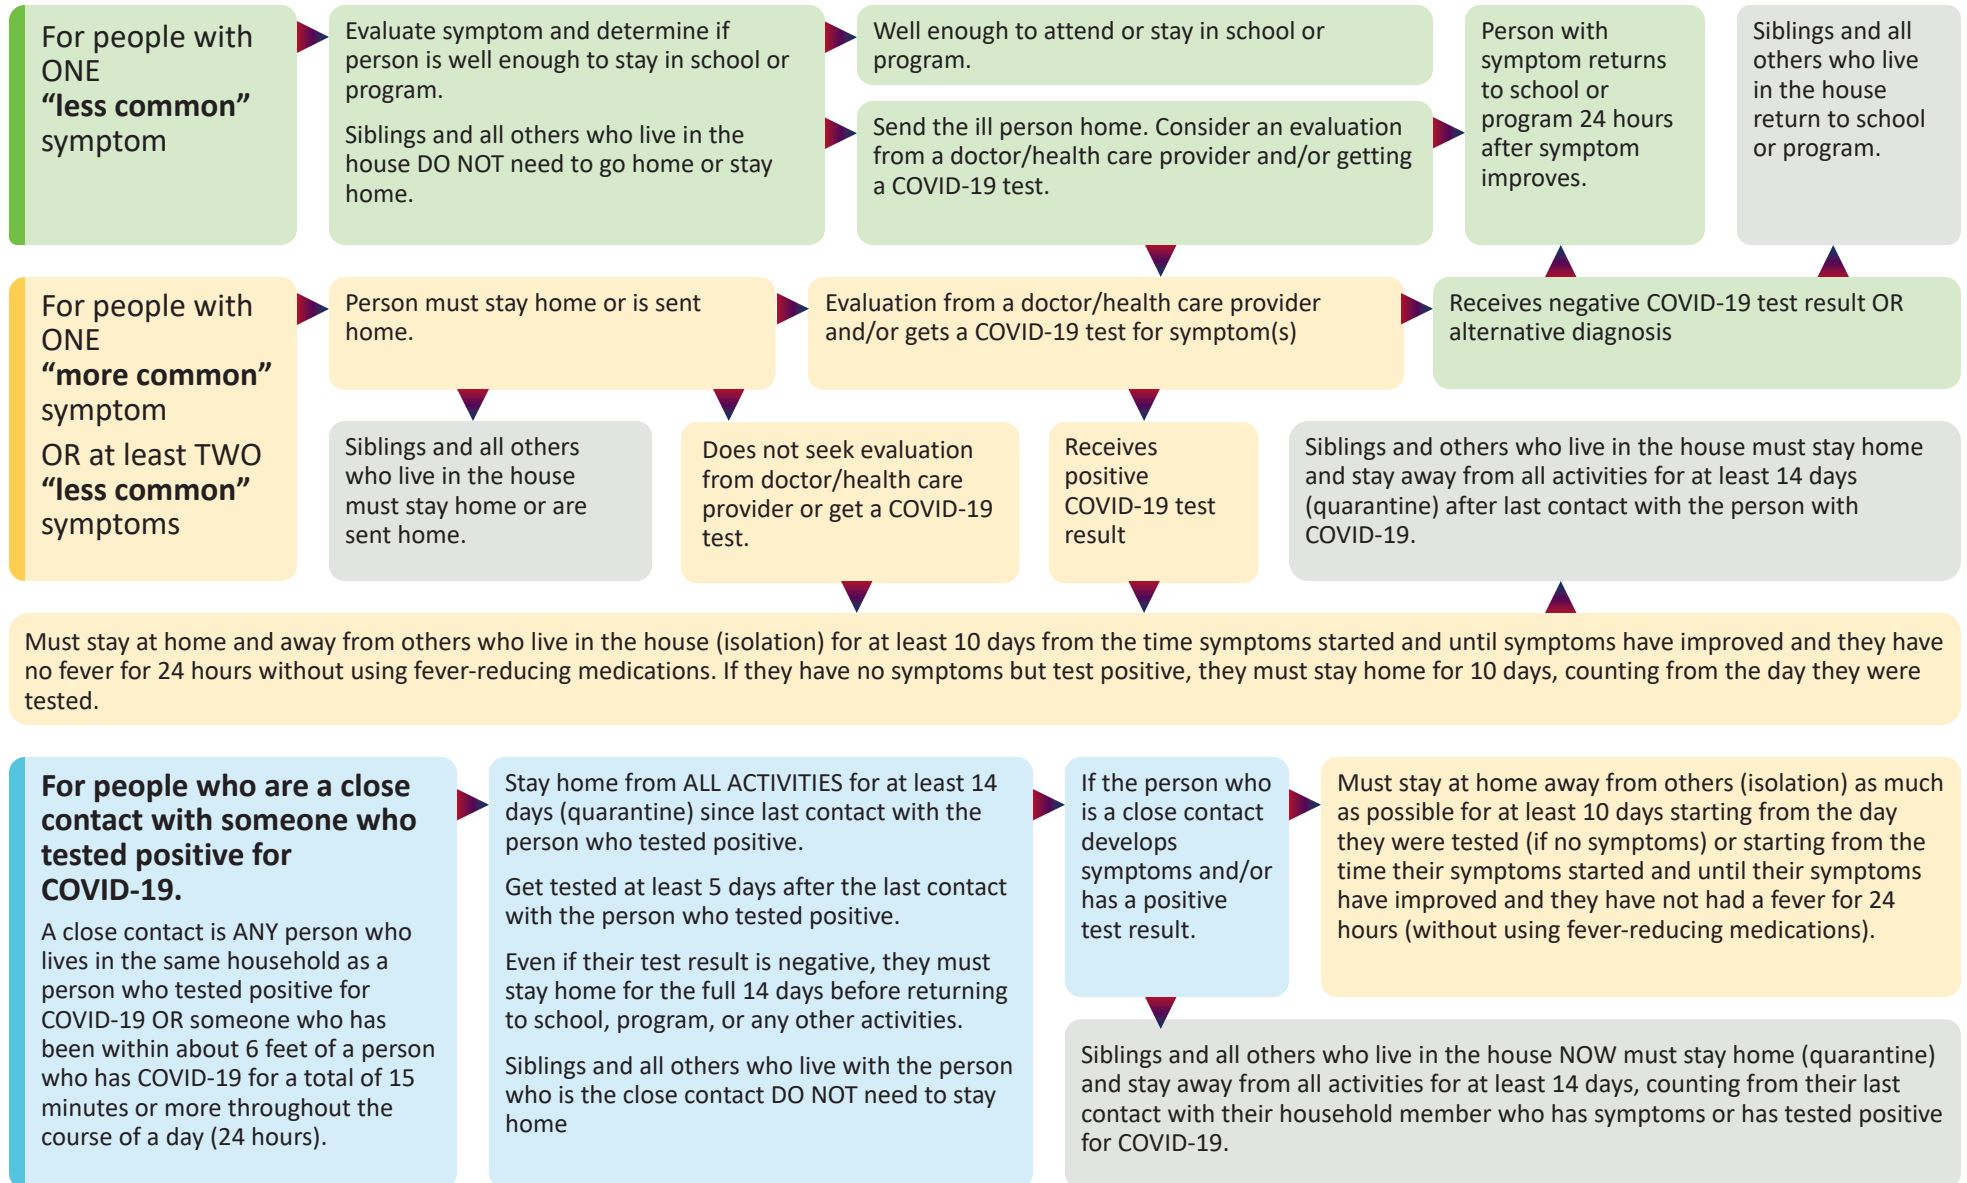 For people with
ONE
“less common”
symptom
Evaluate symptom and determine if
person is well enough to stay in school or
program.
Siblings and all others who live in the
house DO NOT need to go home or stay
home.
Well enough to attend or stay in school or
program.
Send the ill person home. Consider an evaluation
from a doctor/health care provider and/or getting
a COVID-19 test.
Person with
symptom returns
to school or
program 24 hours
after symptom
improves.
Siblings and all
others who live
in the house
return to school
or program.
For people with
ONE
“more common”
symptom
OR at least TWO
“less common”
symptoms
Person must stay home or is sent
home.
Evaluation from a doctor/health care provider
and/or gets a COVID-19 test for symptom(s)
Receives negative COVID-19 test result OR
alternative diagnosis
Siblings and all others
who live in the house
must stay home or are
sent home.
Does not seek evaluation
from doctor/health care
provider or get a COVID-19
test.
Receives
positive
COVID-19 test
result
Siblings and others who live in the house must stay home
and stay away from all activities for at least 14 days
(quarantine) after last contact with the person with
COVID-19.
Must stay at home and away from others who live in the house (isolation) for at least 10 days from the time symptoms started and until symptoms have improved and they have
no fever for 24 hours without using fever-reducing medications. If they have no symptoms but test positive, they must stay home for 10 days, counting from the day they were
tested.
For people who are a close
contact with someone who
tested positive for
COVID-19.
A close contact is ANY person who
lives in the same household as a
person who tested positive for
COVID-19 OR someone who has
been within about 6 feet of a person
who has COVID-19 for a total of 15
minutes or more throughout the
course of a day (24 hours).
Stay home from ALL ACTIVITIES for at least 14
days (quarantine) since last contact with the
person who tested positive.
Get tested at least 5 days after the last contact
with the person who tested positive.
Even if their test result is negative, they must
stay home for the full 14 days before returning
to school, program, or any other activities.
Siblings and all others who live with the person
who is the close contact DO NOT need to stay
home
If the person who
is a close contact
develops
symptoms and/or
has a positive
test result.
Must stay at home away from others (isolation) as much
as possible for at least 10 days starting from the day
they were tested (if no symptoms) or starting from the
time their symptoms started and until their symptoms
have improved and they have not had a fever for 24
hours (without using fever-reducing medications).
Siblings and all others who live in the house NOW must stay home (quarantine)
and stay away from all activities for at least 14 days, counting from their last
contact with their household member who has symptoms or has tested positive
for COVID-19.